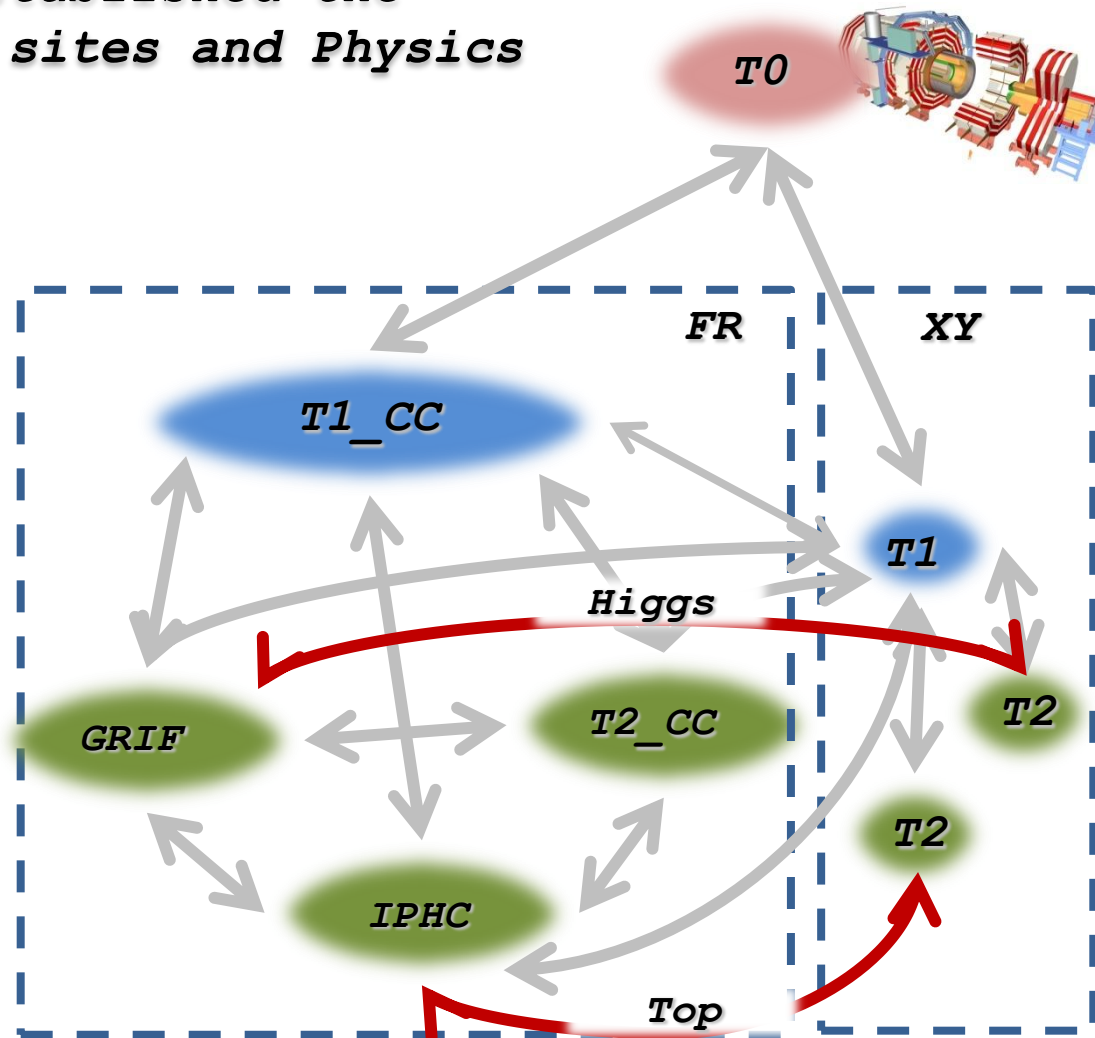 sites and Physics
T0
FR
XY
T1_CC
T1
Higgs
GRIF
T2_CC
T2
T2
IPHC
Top